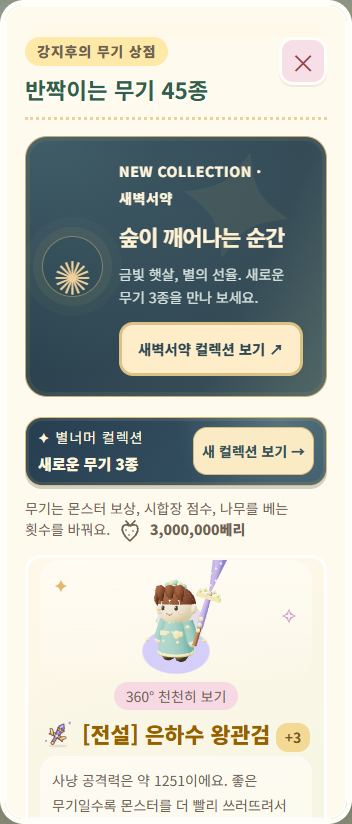 강지후의 무기 상점
반짝이는 무기 45종
NEW COLLECTION ·
새벽서약
숲이 깨어나는 순간
금빛 햇살, 별의 선율. 새로운
무기 3종을 만나 보세요.
새벽서약 컬렉션 보기 ↗
✦ 별너머 컬렉션
새로운 무기 3종
새 컬렉션 보기 →
무기는 몬스터 보상, 시합장 점수, 나무를 베는
횟수를 바꿔요. 3,000,000베리
360° 천천히 보기
[전설] 은하수 왕관검 +3
사냥 공격력은 약 1251이에요. 좋은
무기일수록 몬스터를 더 빨리 쓰러뜨려서